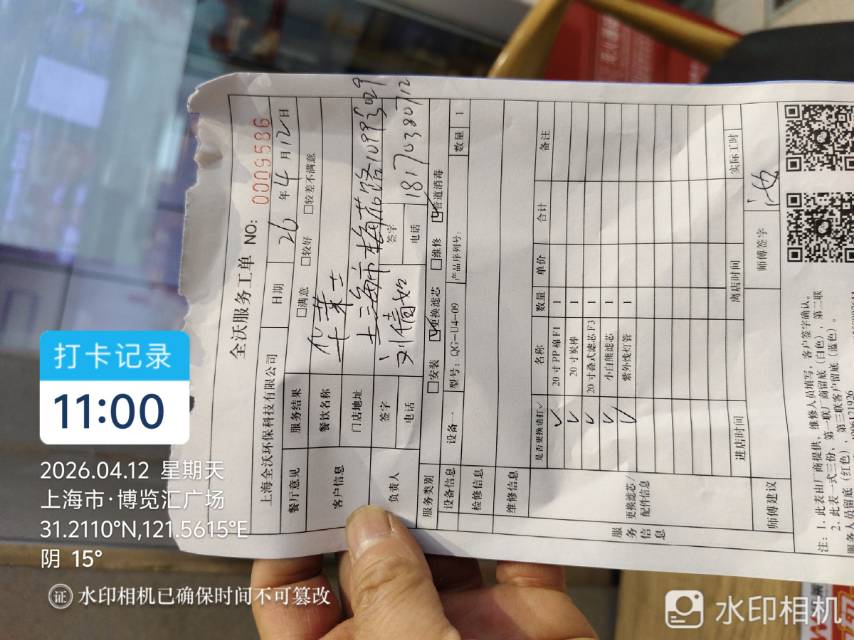 全沃服务工单 NO: 0009586
上海全沃环保科技有限公司 日期 26 年 4 月 12 日
餐厅意见 服务结果 □满意 □较好 □较差不满意
客户信息 餐饮名称 华莱士
门店地址 上海市梅花路1099号
负责人 签字 刘倩如 签字
电话 电话 18170380712
服务类别 □安装 ☑更换滤芯 □维修 ☑管道消毒
设备信息 设备一 型号: QG-U4-09 产品序列号: 数量 1
检修信息
维修信息
服务信息 更换滤芯/配件信息 是否更换请打✓ 名称 数量 单价 合计 备注
✓ 20寸PP棉F1 1
✓ 20寸炭棒 1
✓ 20寸叠式滤芯F3 1
✓ 小白熊滤芯 1
✓ 紫外线灯管 1
进店时间 离店时间 实际工时
师傅建议 师傅签字
注: 1. 此表由厂商提供, 维修人员填写, 客户签字确认。
2. 此表一式三份, 第一联厂商留底(白色), 第二联
服务人员留底(红色), 第三联客户留底(蓝色)。
打卡记录
11:00
2026.04.12 星期天
上海市·博览汇广场
31.2110°N,121.5615°E
阴 15°
证 水印相机已确保时间不可篡改
水印相机